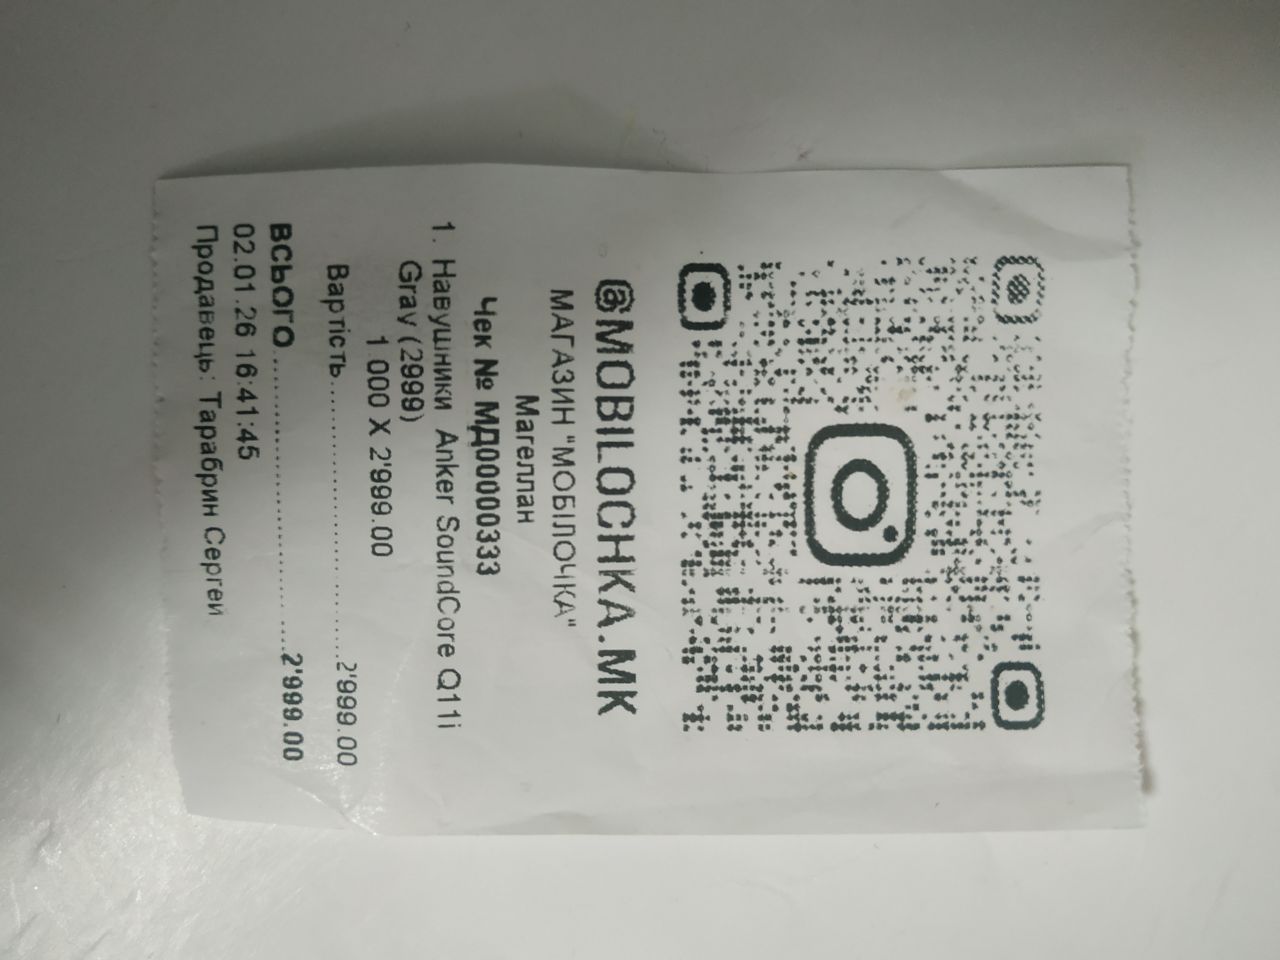 @MOBILOCHKA.MK
МАГАЗИН "МОБІЛОЧКА"
Магеллан
Чек № МД00000333
1. Навушники Anker SoundCore Q11i
Gray (2999)
1 000 X 2'999.00
Вартість..........................2'999.00
ВСЬОГО..........................2'999.00
02.01.26 16:41:45
Продавець: Тарабрин Сергей